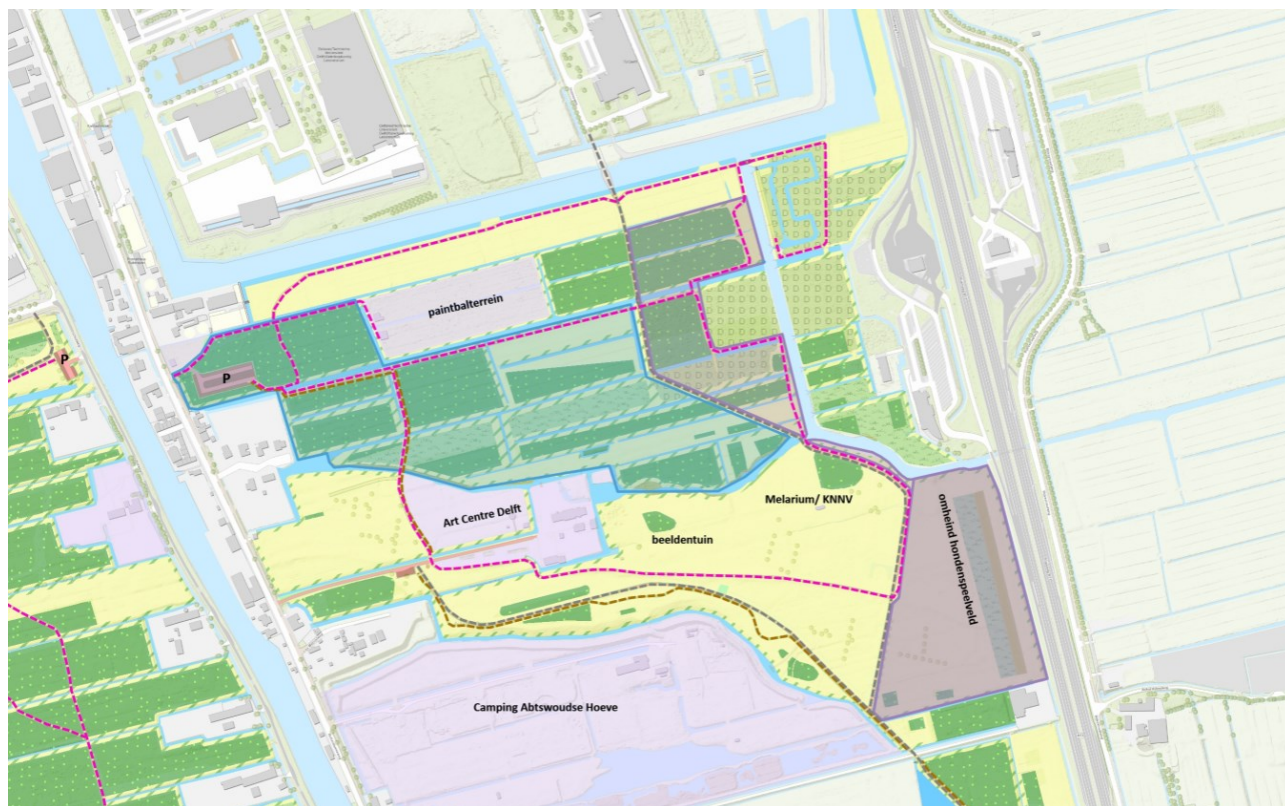 paintbalterrein
P
P
Art Centre Delft
Melarium/ KNNV
beeldentuin
omheind hondenspeelveld
Camping Abtswoudse Hoeve